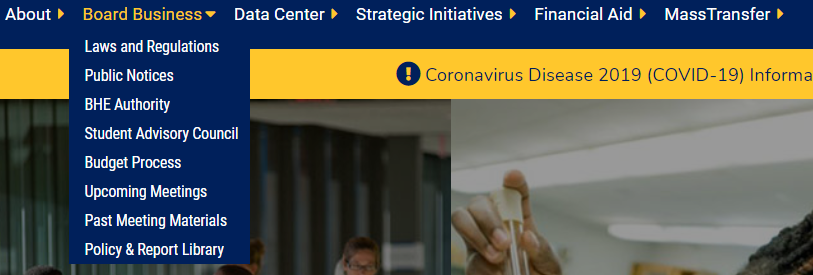 About Board Business Data Center Strategic Initiatives Financial Aid MassTransfer
Laws and Regulations
Coronavirus Disease 2019 (COVID-19) Informa
Public Notices
BHE Authority
Student Advisory Council
Budget Process
Upcoming Meetings
Past Meeting Materials
Policy & Report Library